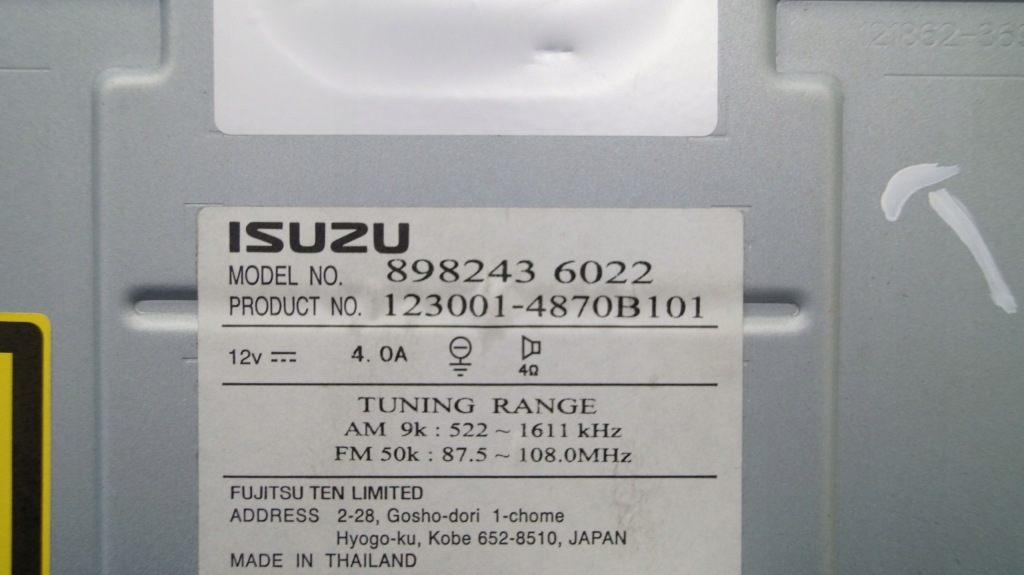 ISUZU
MODEL NO. 898243 6022
PRODUCT NO. 123001-4870B101
12v 4.0A 4Ω
TUNING RANGE
AM 9k : 522 ~ 1611 kHz
FM 50k : 87.5 ~ 108.0MHz
FUJITSU TEN LIMITED
ADDRESS 2-28, Gosho-dori 1-chome
Hyogo-ku, Kobe 652-8510, JAPAN
MADE IN THAILAND